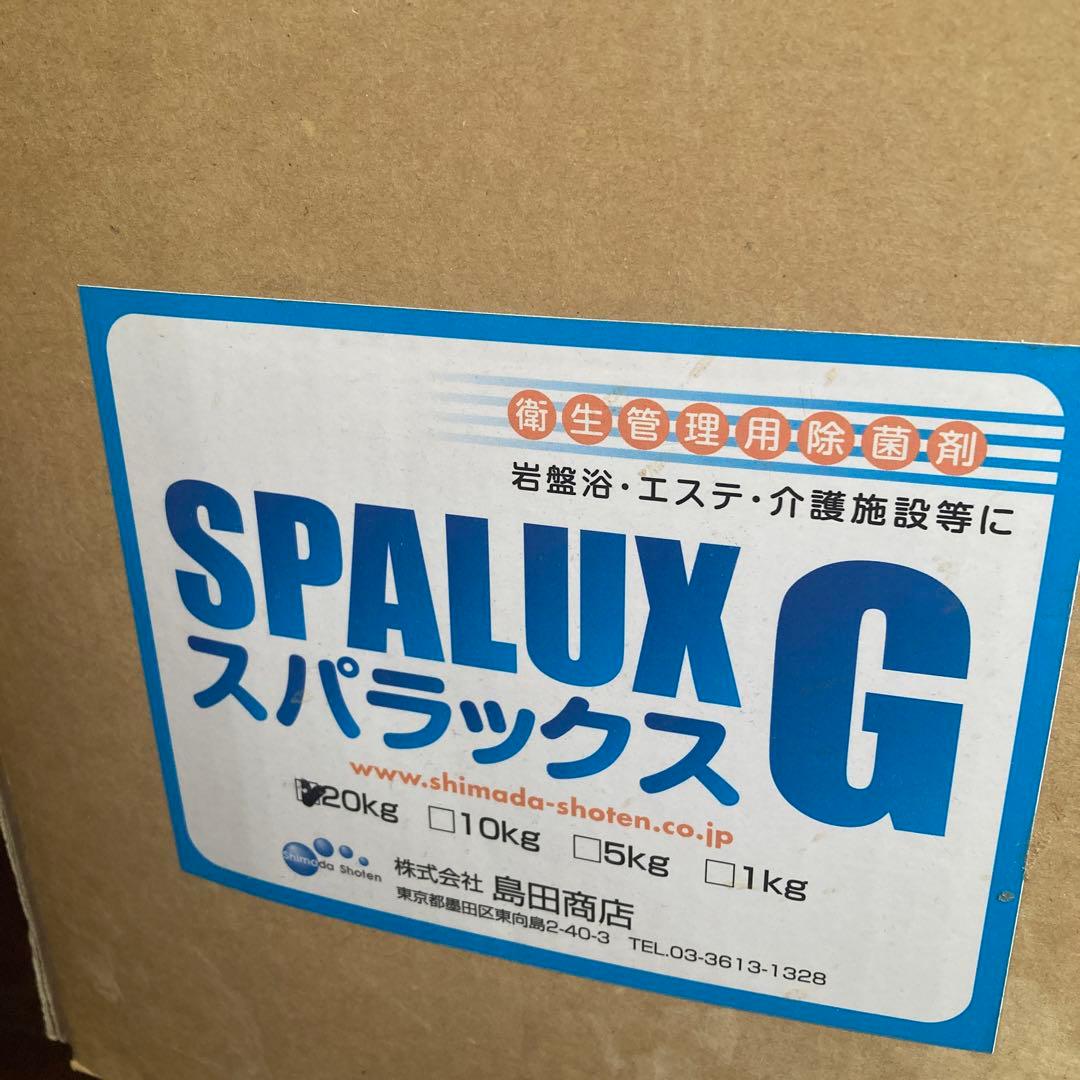 衛生管理用除菌剤
岩盤浴・エステ・介護施設等に
SPALUX G
スパラックス
www.shimada-shoten.co.jp
20kg □10kg □5kg □1kg
Shimada Shoten
株式会社 島田商店
東京都墨田区東向島2-40-3 TEL.03-3613-1328